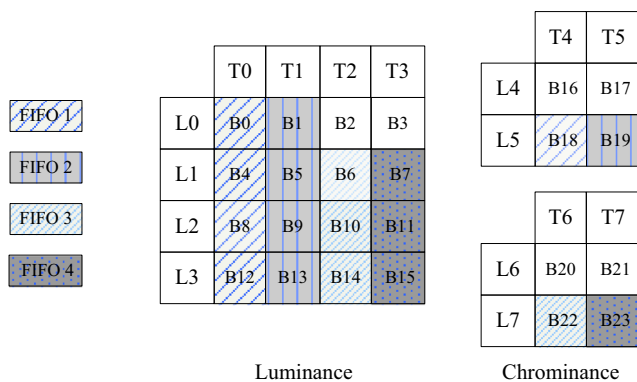 FIFO 1
FIFO 2
FIFO 3
FIFO 4
T0 T1 T2 T3
L0 B0 B1 B2 B3
L1 B4 B5 B6 B7
L2 B8 B9 B10 B11
L3 B12 B13 B14 B15
Luminance
T4 T5
L4 B16 B17
L5 B18 B19
T6 T7
L6 B20 B21
L7 B22 B23
Chrominance